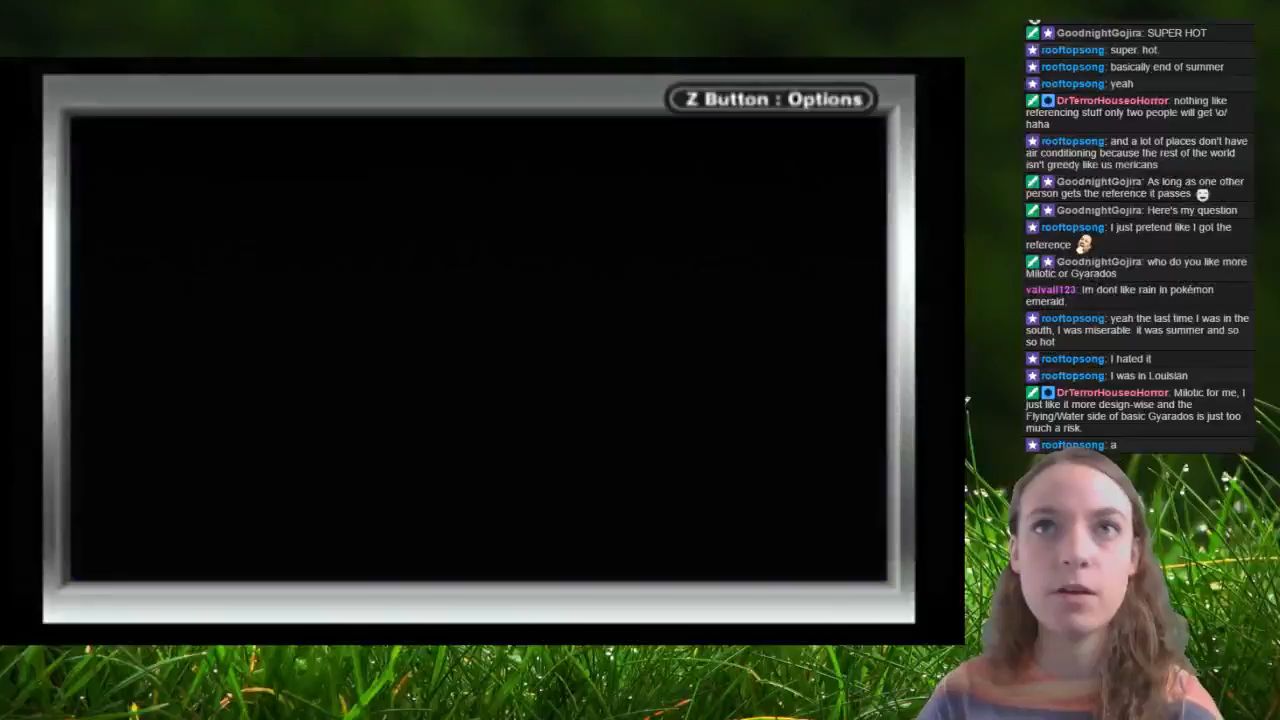 Z Button : Options
GoodnightGojira: SUPER HOT
rooftopsong: super. hot.
rooftopsong: basically end of summer
rooftopsong: yeah
DrTerrorHouseoHorror: nothing like
referencing stuff only two people will get \o/
haha
rooftopsong: and a lot of places don't have
air conditioning because the rest of the world
isn't greedy like us mericans
GoodnightGojira: As long as one other
person gets the reference it passes
GoodnightGojira: Here's my question
rooftopsong: I just pretend like I got the
reference
GoodnightGojira: who do you like more
Milotic or Gyarados
valvall123: Im dont like rain in pokémon
emerald.
rooftopsong: yeah the last time I was in the
south, I was miserable: it was summer and so
so hot
rooftopsong: I hated it
rooftopsong: I was in Louisian
DrTerrorHouseoHorror: Milotic for me, I
just like it more design-wise and the
Flying/Water side of basic Gyarados is just too
much a risk.
rooftopsong: a